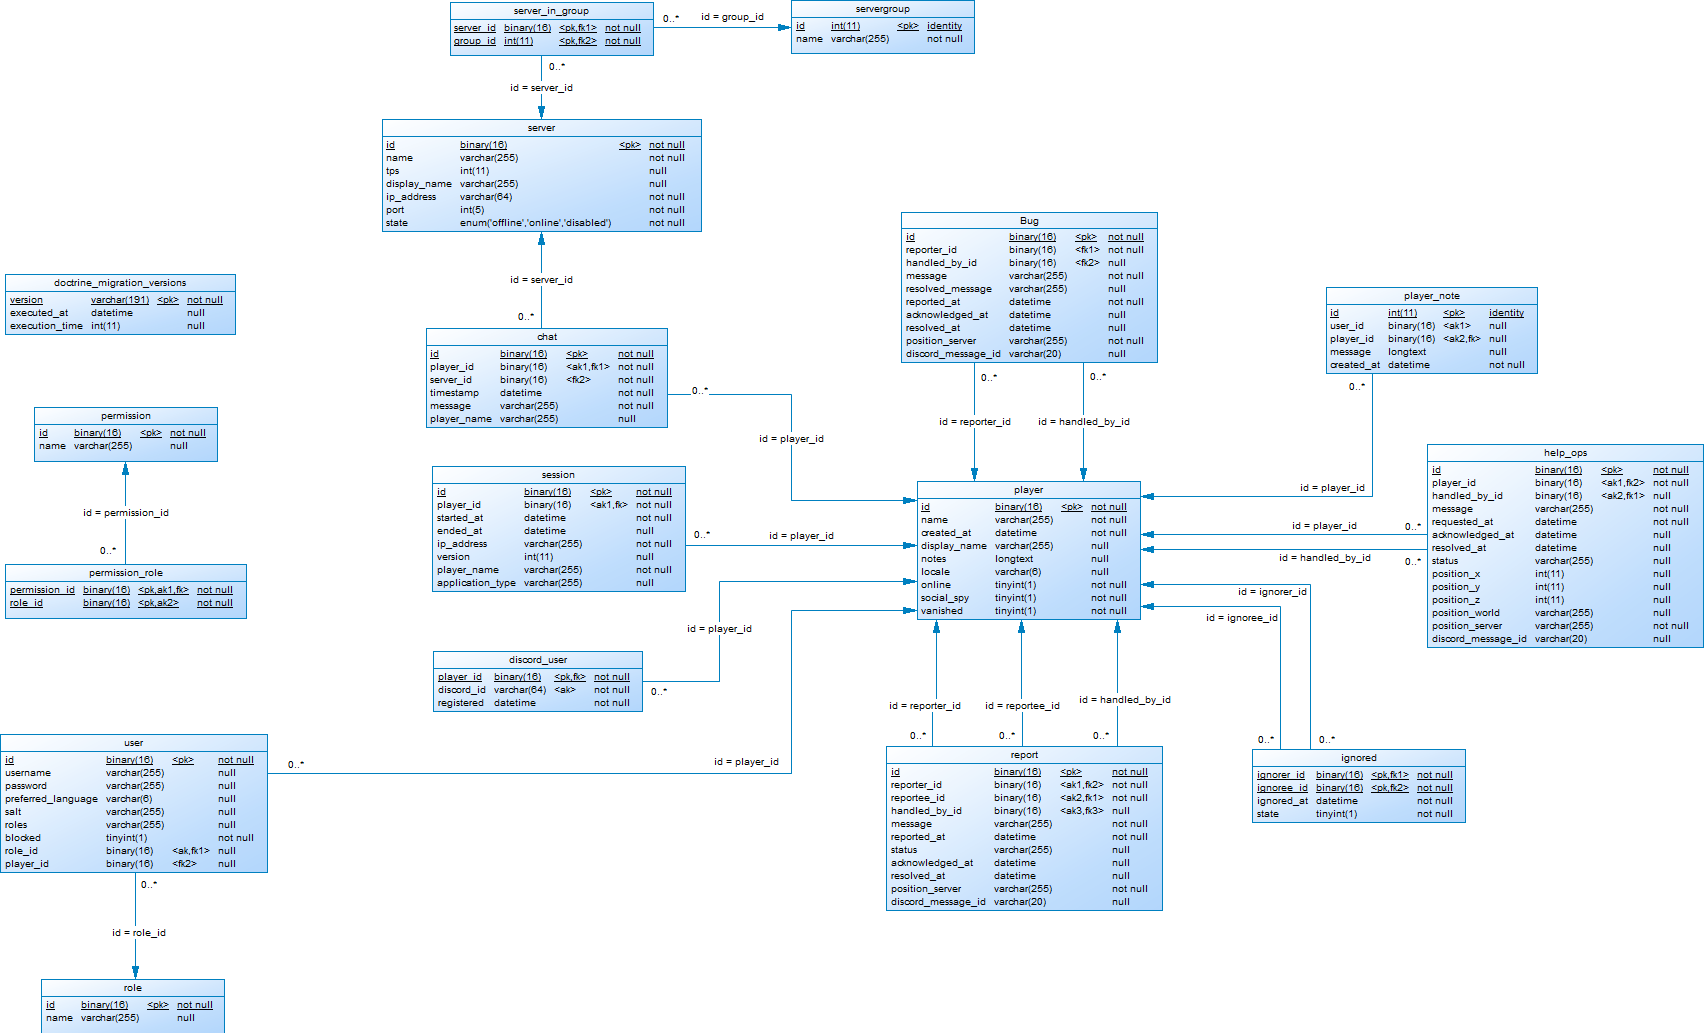 server_in_group
server_id binary(16) <pk,fk1> not null
group_id int(11) <pk,fk2> not null
0..*
id = group_id
servergroup
id int(11) <pk> identity
name varchar(255) not null
0..*
id = server_id
server
id binary(16) <pk> not null
name varchar(255) not null
tps int(11) null
display_name varchar(255) null
ip_address varchar(64) not null
port int(5) not null
state enum('offline','online','disabled') not null
id = server_id
0..*
doctrine_migration_versions
version varchar(191) <pk> not null
executed_at datetime null
execution_time int(11) null
chat
id binary(16) <pk> not null
player_id binary(16) <ak1,fk1> not null
server_id binary(16) <fk2> not null
timestamp datetime not null
message varchar(255) not null
player_name varchar(255) null
0..*
id = player_id
Bug
id binary(16) <pk> not null
reporter_id binary(16) <fk1> not null
handled_by_id binary(16) <fk2> null
message varchar(255) not null
resolved_message varchar(255) null
reported_at datetime not null
acknowledged_at datetime null
resolved_at datetime null
position_server varchar(255) not null
discord_message_id varchar(20) null
0..*
0..*
id = reporter_id
id = handled_by_id
player_note
id int(11) <pk> identity
user_id binary(16) <ak1> null
player_id binary(16) <ak2,fk> null
message longtext null
created_at datetime not null
0..*
id = player_id
permission
id binary(16) <pk> not null
name varchar(255) null
id = permission_id
0..*
permission_role
permission_id binary(16) <pk,ak1,fk> not null
role_id binary(16) <pk,ak2> not null
session
id binary(16) <pk> not null
player_id binary(16) <ak1,fk> not null
started_at datetime not null
ended_at datetime null
ip_address varchar(255) not null
version int(11) null
player_name varchar(255) not null
application_type varchar(255) null
0..*
id = player_id
player
id binary(16) <pk> not null
name varchar(255) not null
created_at datetime not null
display_name varchar(255) null
notes longtext null
locale varchar(6) null
online tinyint(1) not null
social_spy tinyint(1) not null
vanished tinyint(1) not null
help_ops
id binary(16) <pk> not null
player_id binary(16) <ak1,fk2> not null
handled_by_id binary(16) <ak2,fk1> null
message varchar(255) not null
requested_at datetime not null
acknowledged_at datetime null
resolved_at datetime null
status varchar(255) null
position_x int(11) null
position_y int(11) null
position_z int(11) null
position_world varchar(255) null
position_server varchar(255) not null
discord_message_id varchar(20) null
id = player_id
0..*
id = handled_by_id
0..*
id = ignorer_id
id = ignoree_id
id = player_id
discord_user
player_id binary(16) <pk,fk> not null
discord_id varchar(64) <ak> not null
registered datetime not null
0..*
user
id binary(16) <pk> not null
username varchar(255) null
password varchar(255) null
preferred_language varchar(6) null
salt varchar(255) null
roles varchar(255) null
blocked tinyint(1) not null
role_id binary(16) <ak,fk1> null
player_id binary(16) <fk2> null
0..*
id = player_id
0..*
id = role_id
role
id binary(16) <pk> not null
name varchar(255) null
id = reporter_id
id = reportee_id
id = handled_by_id
0..*
0..*
0..*
report
id binary(16) <pk> not null
reporter_id binary(16) <ak1,fk2> not null
reportee_id binary(16) <ak2,fk1> not null
handled_by_id binary(16) <ak3,fk3> null
message varchar(255) not null
reported_at datetime not null
status varchar(255) null
acknowledged_at datetime null
resolved_at datetime null
position_server varchar(255) not null
discord_message_id varchar(20) null
0..*
0..*
ignored
ignorer_id binary(16) <pk,fk1> not null
ignoree_id binary(16) <pk,fk2> not null
ignored_at datetime not null
state tinyint(1) not null